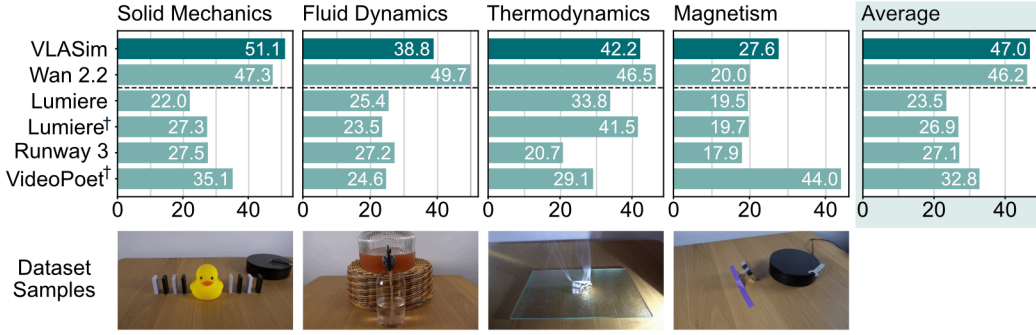 Solid Mechanics Fluid Dynamics Thermodynamics Magnetism Average
VLASim 51.1 38.8 42.2 27.6 47.0
Wan 2.2 47.3 49.7 46.5 20.0 46.2
Lumiere 22.0 25.4 33.8 19.5 23.5
Lumiere† 27.3 23.5 41.5 19.7 26.9
Runway 3 27.5 27.2 20.7 17.9 27.1
VideoPoet† 35.1 24.6 29.1 44.0 32.8
0 20 40 0 20 40 0 20 40 0 20 40 0 20 40
Dataset
Samples